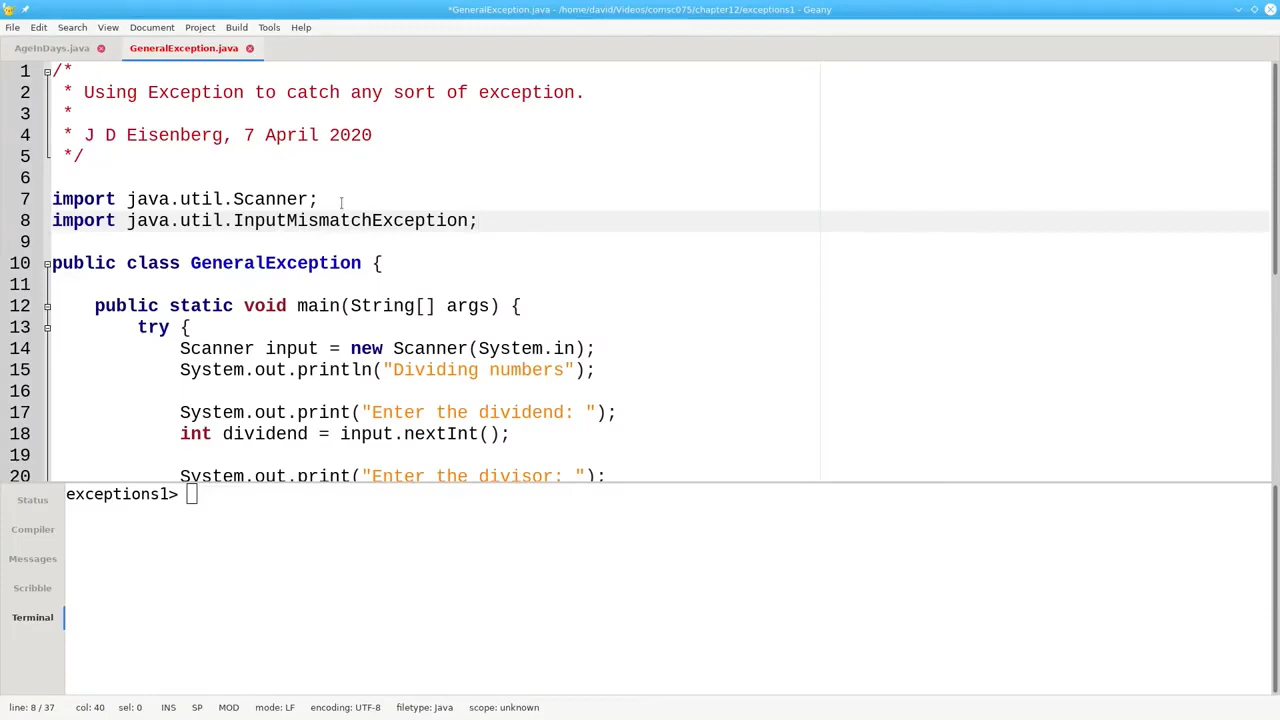 *GeneralException.java - /home/david/Videos/comsc075/chapter12/exceptions1 - Geany
File Edit Search View Document Project Build Tools Help
AgeInDays.java GeneralException.java
1 /*
2 * Using Exception to catch any sort of exception.
3 *
4 * J D Eisenberg, 7 April 2020
5 */
6
7 import java.util.Scanner;
8 import java.util.InputMismatchException;
9
10 public class GeneralException {
11
12 public static void main(String[] args) {
13 try {
14 Scanner input = new Scanner(System.in);
15 System.out.println("Dividing numbers");
16
17 System.out.print("Enter the dividend: ");
18 int dividend = input.nextInt();
19
20 System.out.print("Enter the divisor: ");
Status
Compiler
Messages
Scribble
Terminal
exceptions1>
line: 8 / 37 col: 40 sel: 0 INS SP MOD mode: LF encoding: UTF-8 filetype: Java scope: unknown